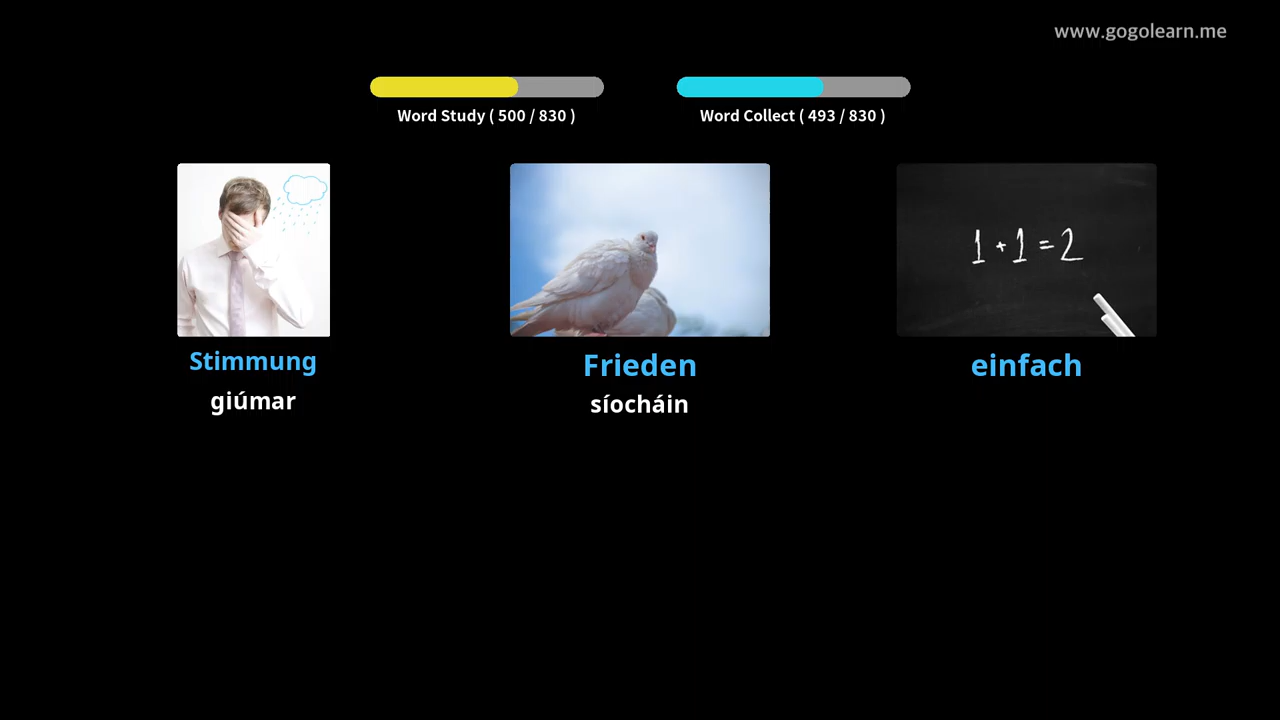 www.gogolearn.me
Word Study ( 500 / 830 )
Word Collect ( 493 / 830 )
1 + 1 = 2
Stimmung
Frieden
einfach
giúmar
síocháin